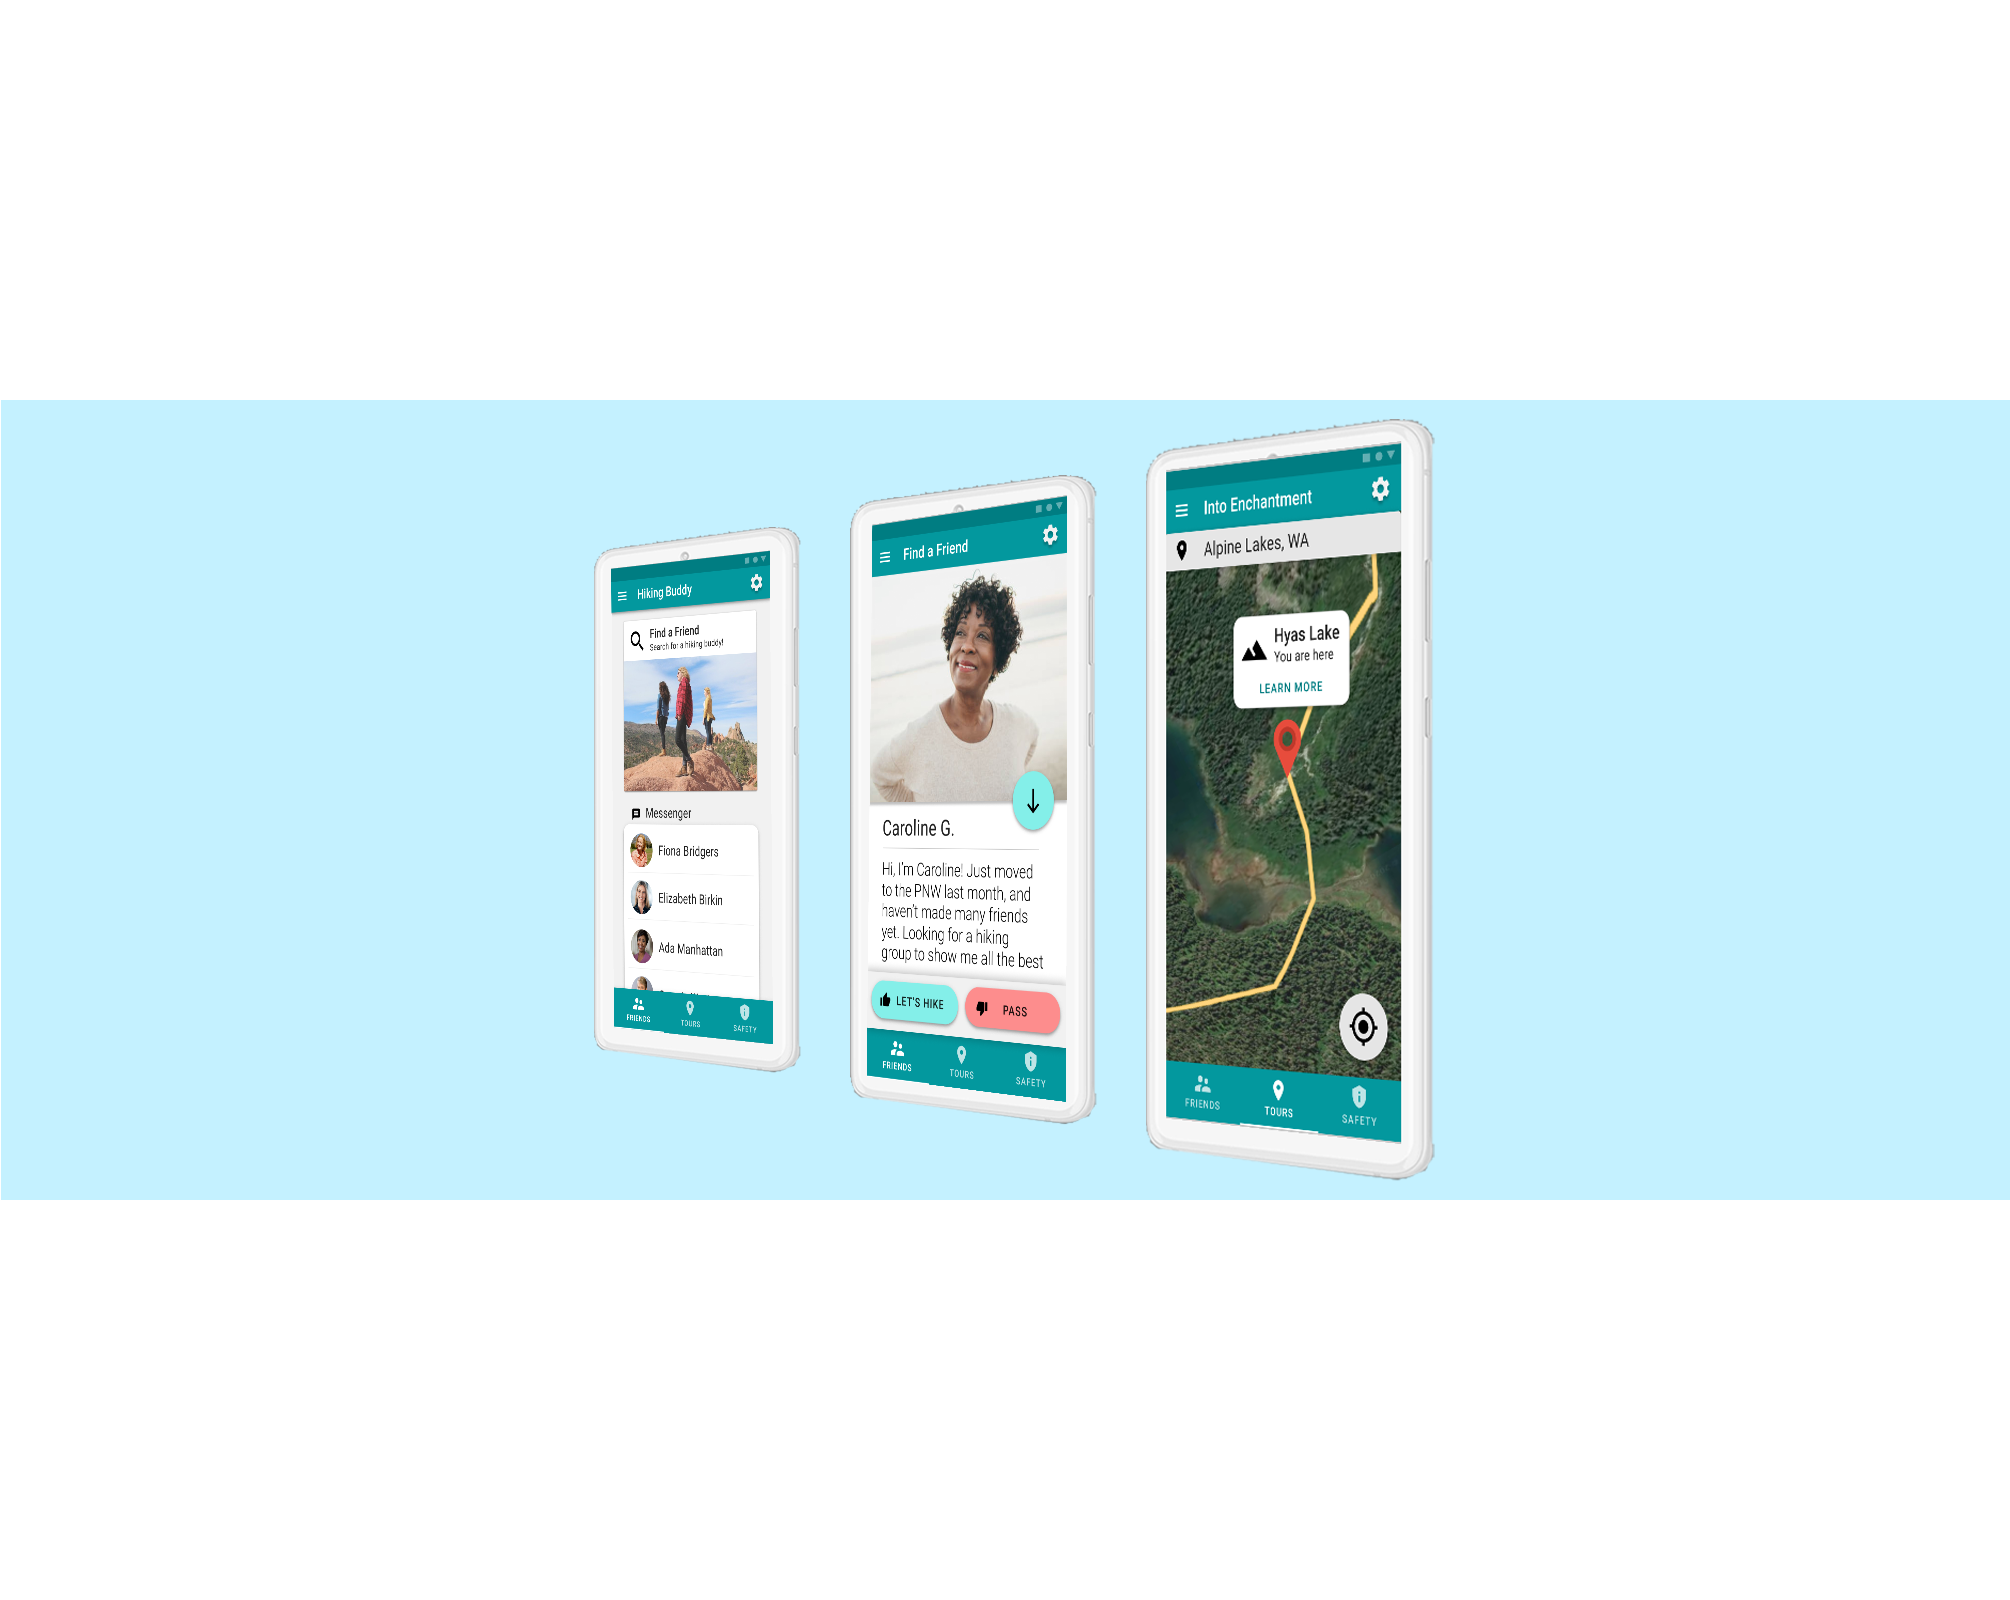 Hiking Buddy
Find a Friend
Search for a hiking buddy!
Messenger
Fiona Bridgers
Elizabeth Birkin
Ada Manhattan
FRIENDS
TOURS
SAFETY
Find a Friend
Caroline G.
Hi, I'm Caroline! Just moved
to the PNW last month, and
haven't made many friends
yet. Looking for a hiking
group to show me all the best
LET'S HIKE
PASS
FRIENDS
TOURS
SAFETY
Into Enchantment
Alpine Lakes, WA
Hyas Lake
You are here
LEARN MORE
FRIENDS
TOURS
SAFETY